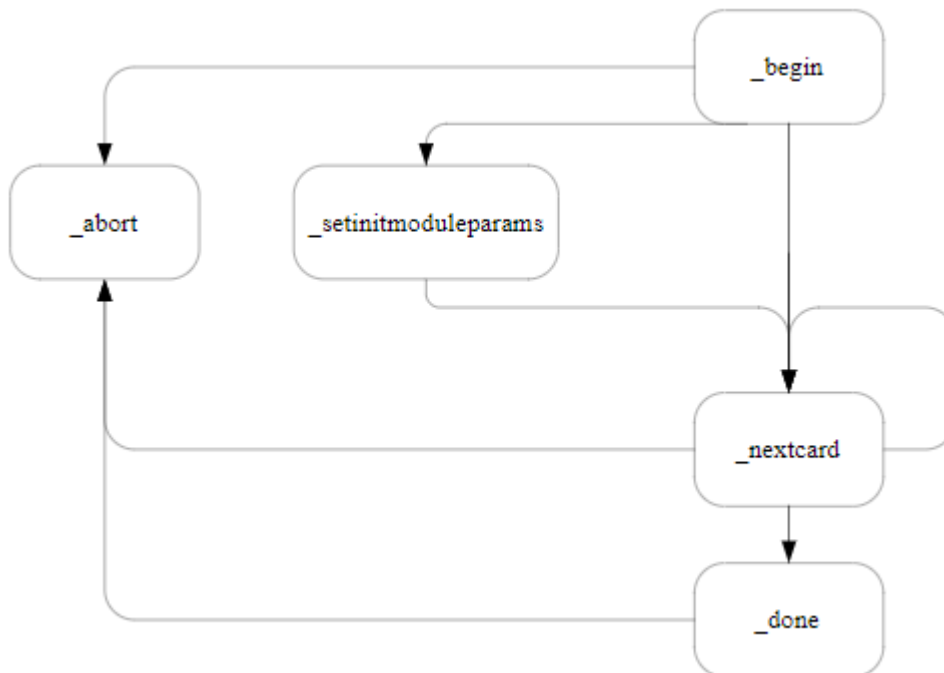 _begin
_abort
_setinitmoduleparams
_nextcard
_done